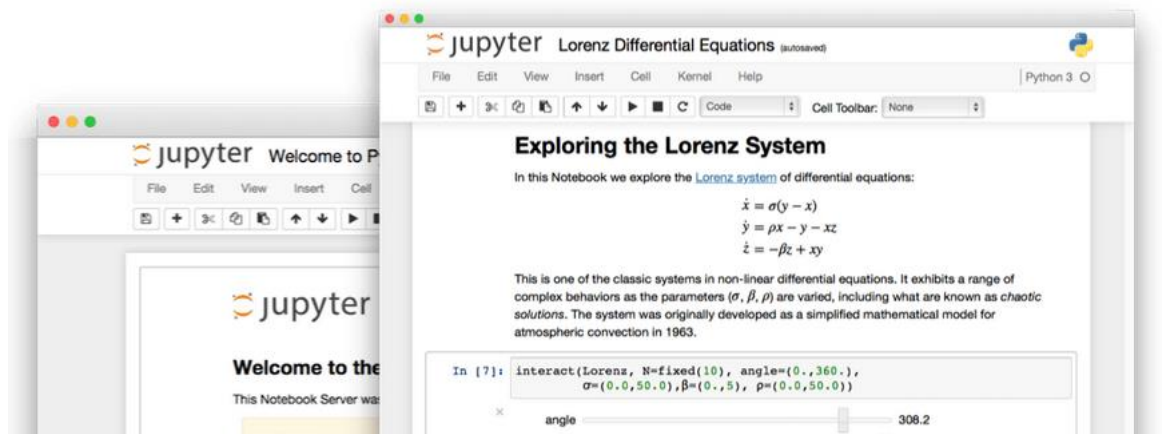 jupyter Lorenz Differential Equations (autosaved)
File Edit View Insert Cell Kernel Help Python 3
Code Cell Toolbar: None
Exploring the Lorenz System
In this Notebook we explore the Lorenz system of differential equations:
ẋ = σ(y − x)
ẏ = ρx − y − xz
ż = −βz + xy
This is one of the classic systems in non-linear differential equations. It exhibits a range of
complex behaviors as the parameters (σ, β, ρ) are varied, including what are known as chaotic
solutions. The system was originally developed as a simplified mathematical model for
atmospheric convection in 1963.
In [7]: interact(Lorenz, N=fixed(10), angle=(0.,360.),
σ=(0.0,50.0),β=(0.,5), ρ=(0.0,50.0))
angle 308.2
jupyter Welcome to P
File Edit View Insert Cell
jupyter
Welcome to the
This Notebook Server was